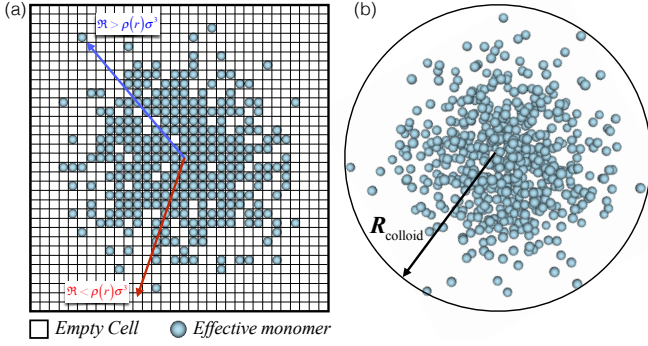 (a)
ℜ > ρ(r)σ³
ℜ < ρ(r)σ³
Empty Cell
Effective monomer
(b)
R_colloid